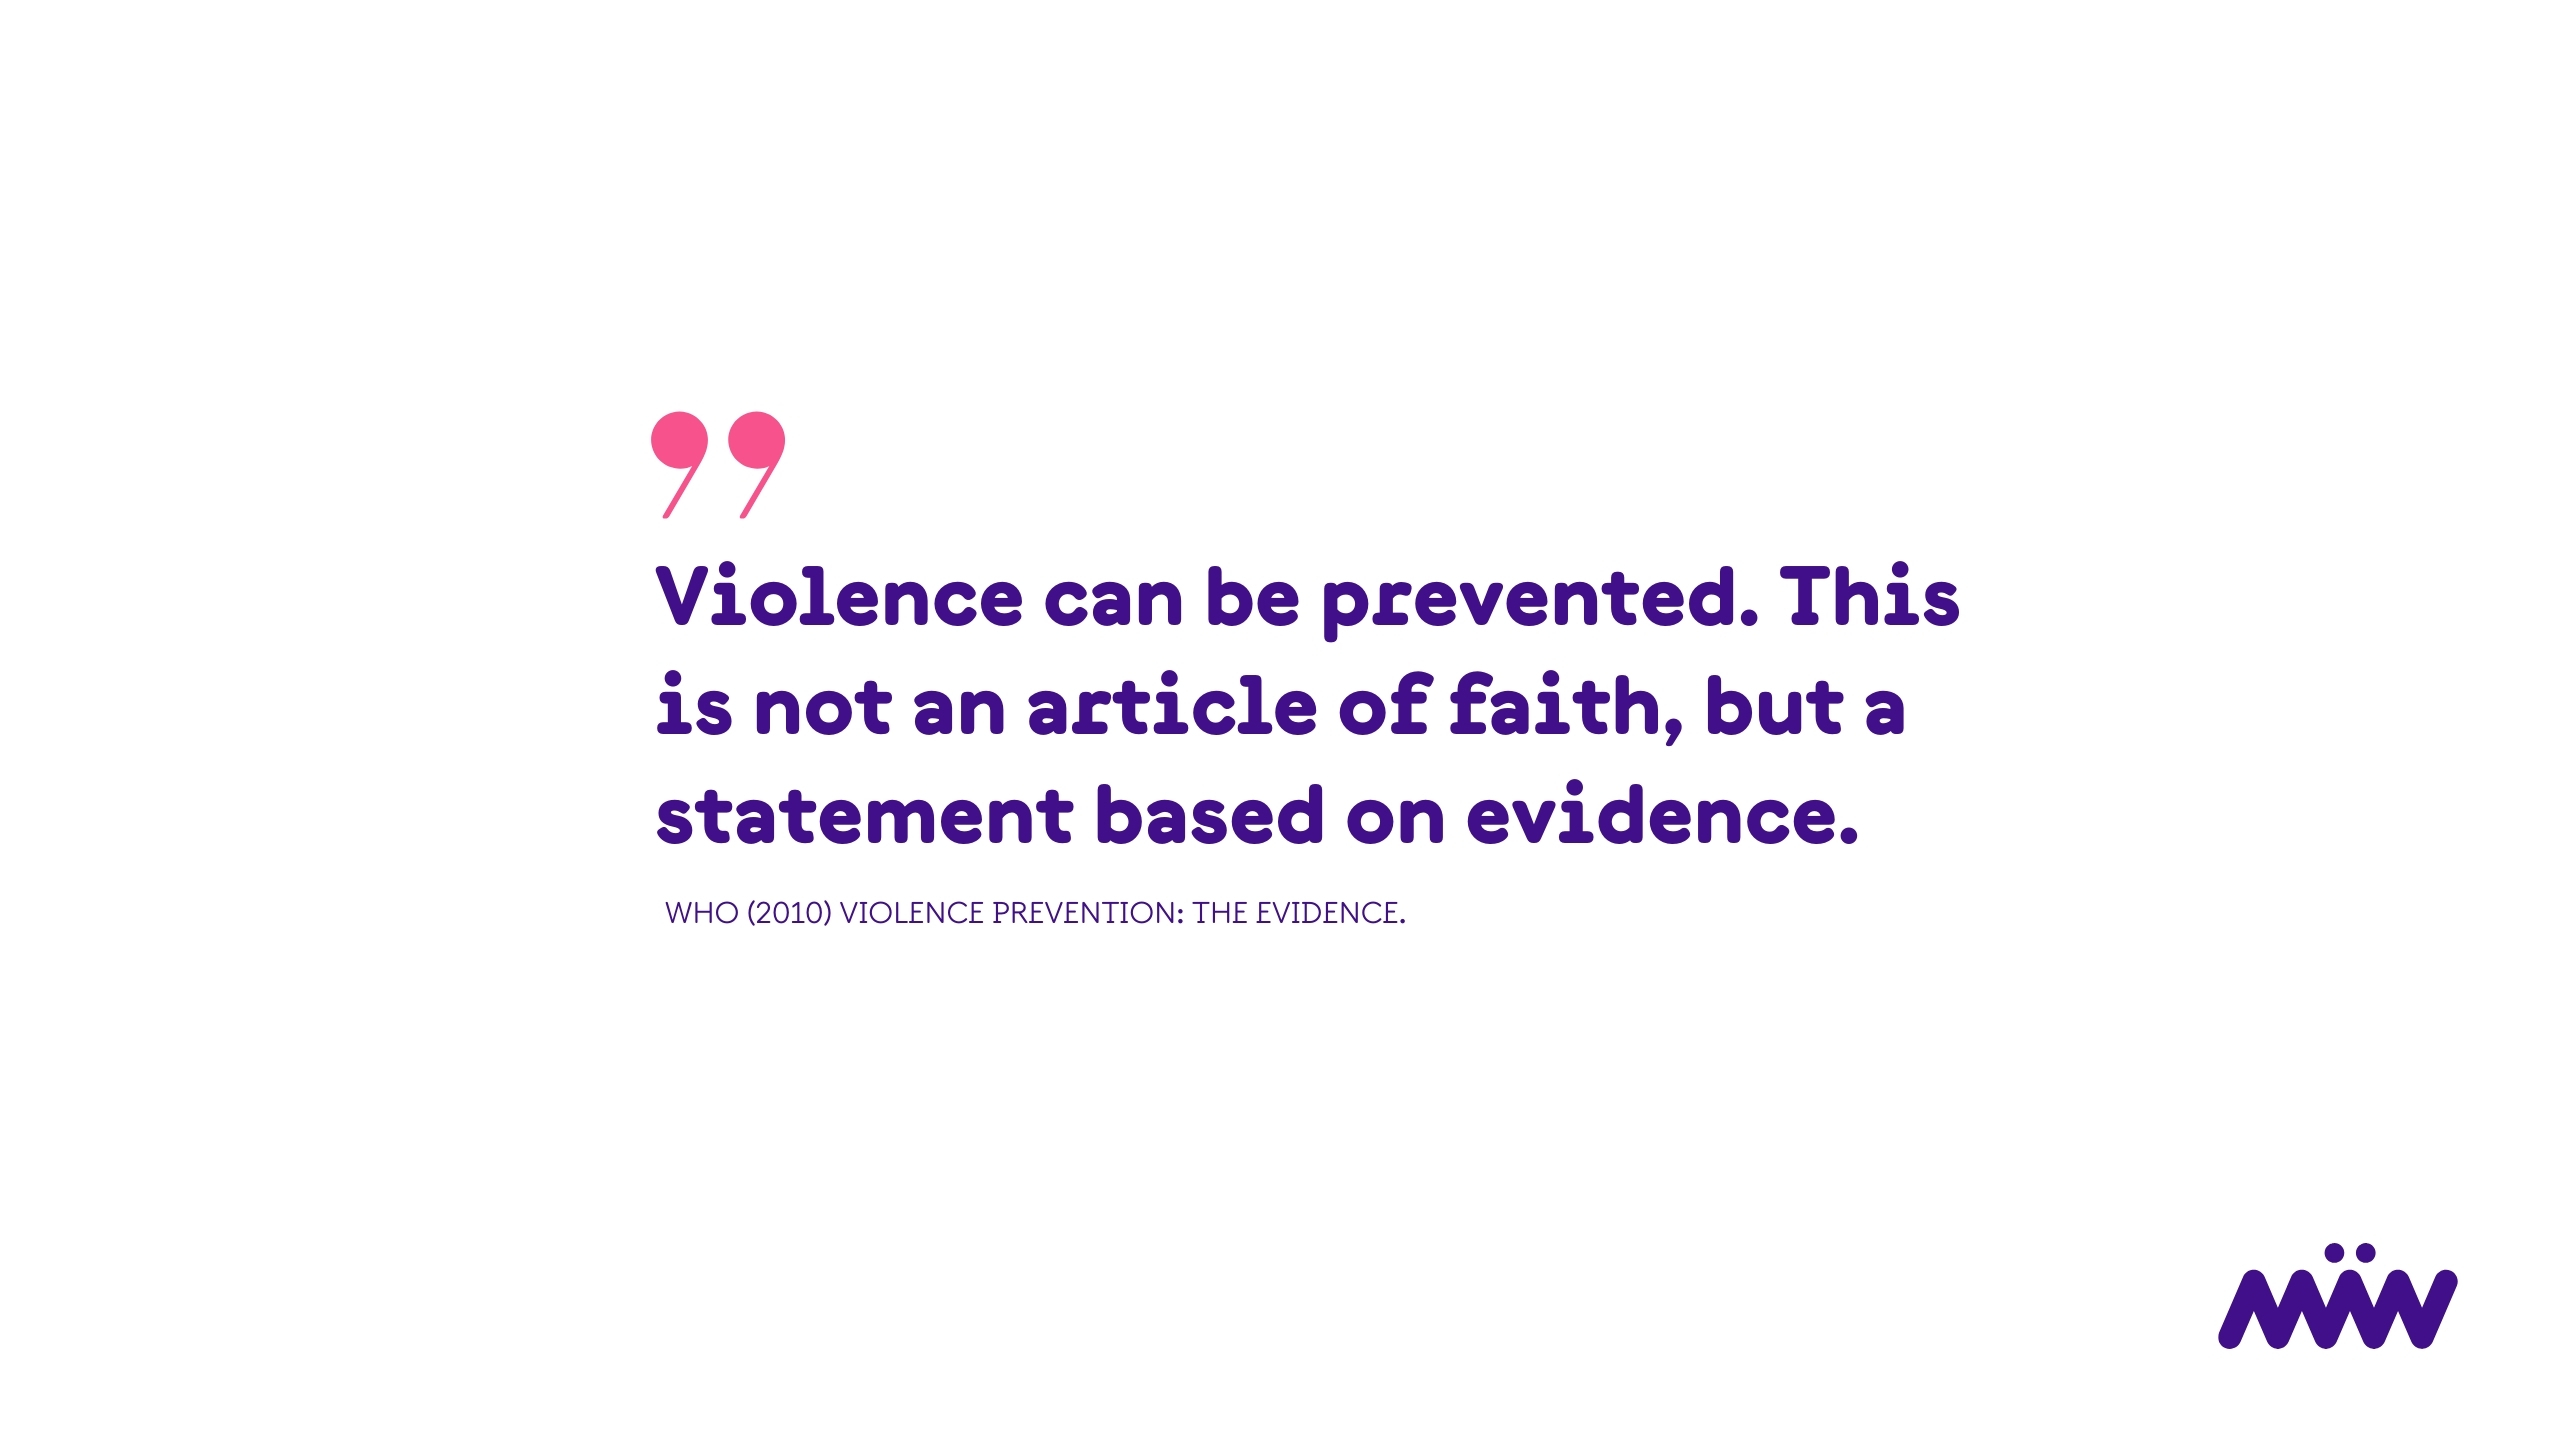 ”
Violence can be prevented. This
is not an article of faith, but a
statement based on evidence.
WHO (2010) VIOLENCE PREVENTION: THE EVIDENCE.